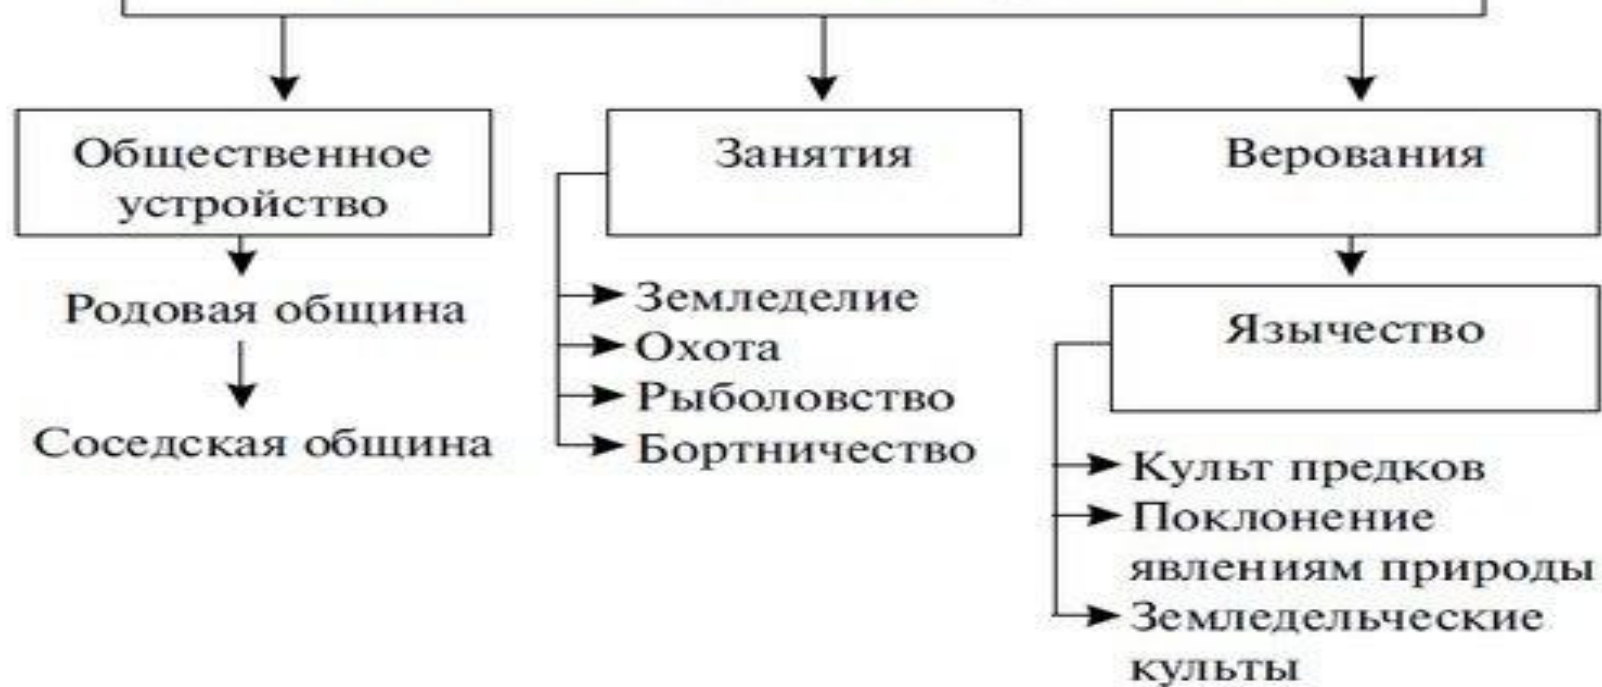 Общественное
устройство
Родовая община
Соседская община
Занятия
Земледелие
Охота
Рыболовство
Бортничество
Верования
Язычество
Культ предков
Поклонение
явлениям природы
Земледельческие
культы